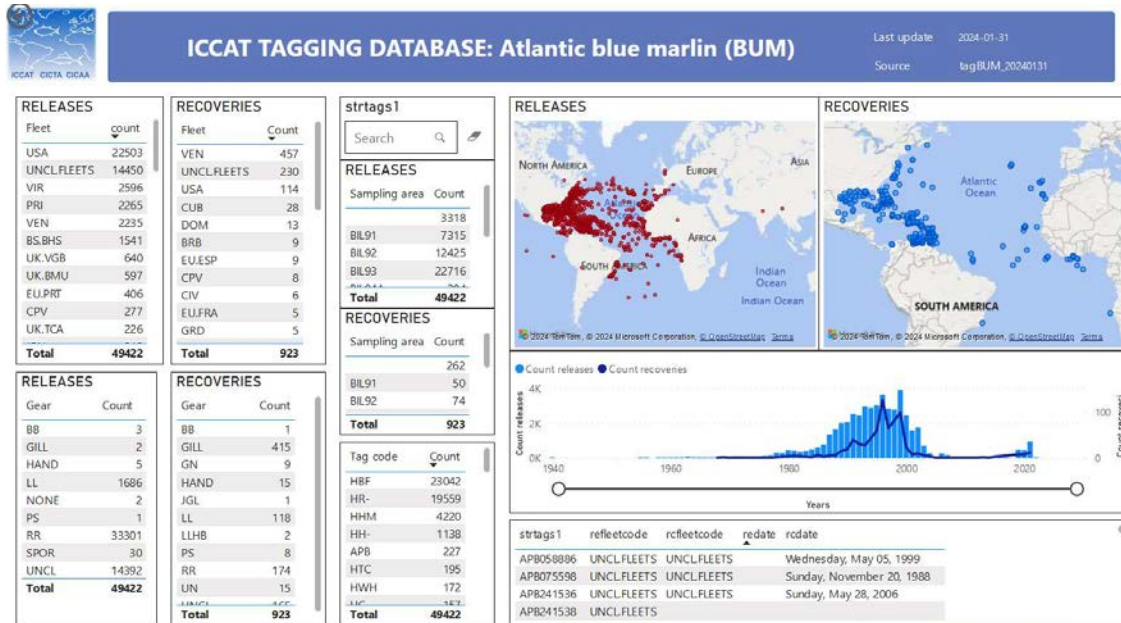 ICCAT CICTA CICAA
ICCAT TAGGING DATABASE: Atlantic blue marlin (BUM)
Last update 2024-01-31
Source tagBUM_20240131
RELEASES
Fleet count
USA 22503
UNCL.FLEETS 14450
VIR 2596
PRI 2265
VEN 2235
BS.BHS 1541
UK.VGB 640
UK.BMU 597
EU.PRT 406
CPV 277
UK.TCA 226
Total 49422
RECOVERIES
Fleet Count
VEN 457
UNCL.FLEETS 230
USA 114
CUB 28
DOM 13
BRB 9
EU.ESP 9
CPV 8
CIV 6
EU.FRA 5
GRD 5
Total 923
strtags1
Search
RELEASES
Sampling area Count
3318
BIL91 7315
BIL92 12425
BIL93 22716
Total 49422
RECOVERIES
Sampling area Count
262
BIL91 50
BIL92 74
Total 923
RELEASES
NORTH AMERICA
EUROPE
ASIA
AFRICA
SOUTH AMERICA
Indian
Ocean
Indian Ocean
© 2024 TomTom, © 2024 Microsoft Corporation, © OpenStreetMap Terms
RECOVERIES
Atlantic
Ocean
SOUTH AMERICA
© 2024 TomTom, © 2024 Microsoft Corporation, © OpenStreetMap Terms
RELEASES
Gear Count
BB 3
GILL 2
HAND 5
LL 1686
NONE 2
PS 1
RR 33301
SPOR 30
UNCL 14392
Total 49422
RECOVERIES
Gear Count
BB 1
GILL 415
GN 9
HAND 15
JGL 1
LL 118
LLHB 2
PS 8
RR 174
UN 15
Total 923
Tag code Count
HBF 23042
HR- 19559
HHM 4220
HH- 1138
APB 227
HTC 195
HWH 172
Total 49422
Count releases Count recoveries
Count releases
4K
2K
0K
100
0
1940 1960 1980 2000 2020
Years
strtags1 refleetcode rcfleetcode redate rcdate
APB058886 UNCL.FLEETS UNCL.FLEETS Wednesday, May 05, 1999
APB075598 UNCL.FLEETS UNCL.FLEETS Sunday, November 20, 1988
APB241536 UNCL.FLEETS UNCL.FLEETS Sunday, May 28, 2006
APB241538 UNCL.FLEETS